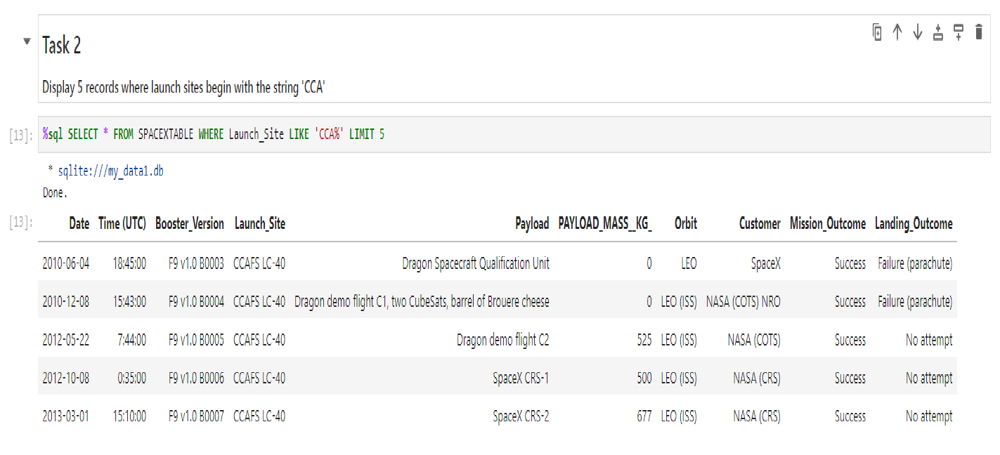 Task 2
Display 5 records where launch sites begin with the string 'CCA'
[13]: %sql SELECT * FROM SPACEXTABLE WHERE Launch_Site LIKE 'CCA%' LIMIT 5
* sqlite:///my_data1.db
Done.
[13]: Date Time (UTC) Booster_Version Launch_Site Payload PAYLOAD_MASS__KG_ Orbit Customer Mission_Outcome Landing_Outcome
2010-06-04 18:45:00 F9 v1.0 B0003 CCAFS LC-40 Dragon Spacecraft Qualification Unit 0 LEO SpaceX Success Failure (parachute)
2010-12-08 15:43:00 F9 v1.0 B0004 CCAFS LC-40 Dragon demo flight C1, two CubeSats, barrel of Brouere cheese 0 LEO (ISS) NASA (COTS) NRO Success Failure (parachute)
2012-05-22 7:44:00 F9 v1.0 B0005 CCAFS LC-40 Dragon demo flight C2 525 LEO (ISS) NASA (COTS) Success No attempt
2012-10-08 0:35:00 F9 v1.0 B0006 CCAFS LC-40 SpaceX CRS-1 500 LEO (ISS) NASA (CRS) Success No attempt
2013-03-01 15:10:00 F9 v1.0 B0007 CCAFS LC-40 SpaceX CRS-2 677 LEO (ISS) NASA (CRS) Success No attempt